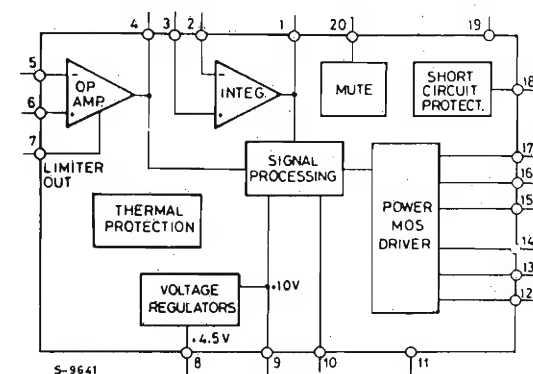 4 3 2 1 20 19
5
-
OP
AMP.
+
6
7
LIMITER
OUT
-
INTEG.
+
MUTE
SHORT
CIRCUIT
PROTECT.
18
SIGNAL
PROCESSING
17
16
15
14
13
12
POWER
MOS
DRIVER
THERMAL
PROTECTION
VOLTAGE
REGULATORS
+10V
+4.5V
8 9 10 11
S-9641